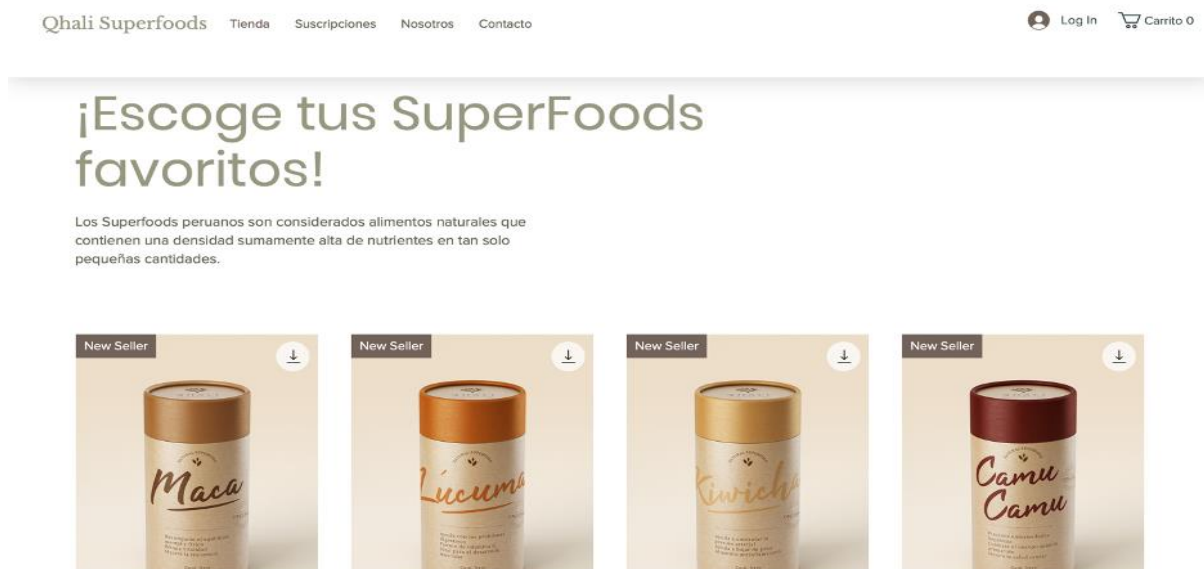 Qhali Superfoods Tienda Suscripciones Nosotros Contacto Log In Carrito 0
¡Escoge tus SuperFoods
favoritos!
Los Superfoods peruanos son considerados alimentos naturales que
contienen una densidad sumamente alta de nutrientes en tan solo
pequeñas cantidades.
New Seller New Seller New Seller New Seller
Maca
Lúcuma
Kiwicha
Camu
Camu